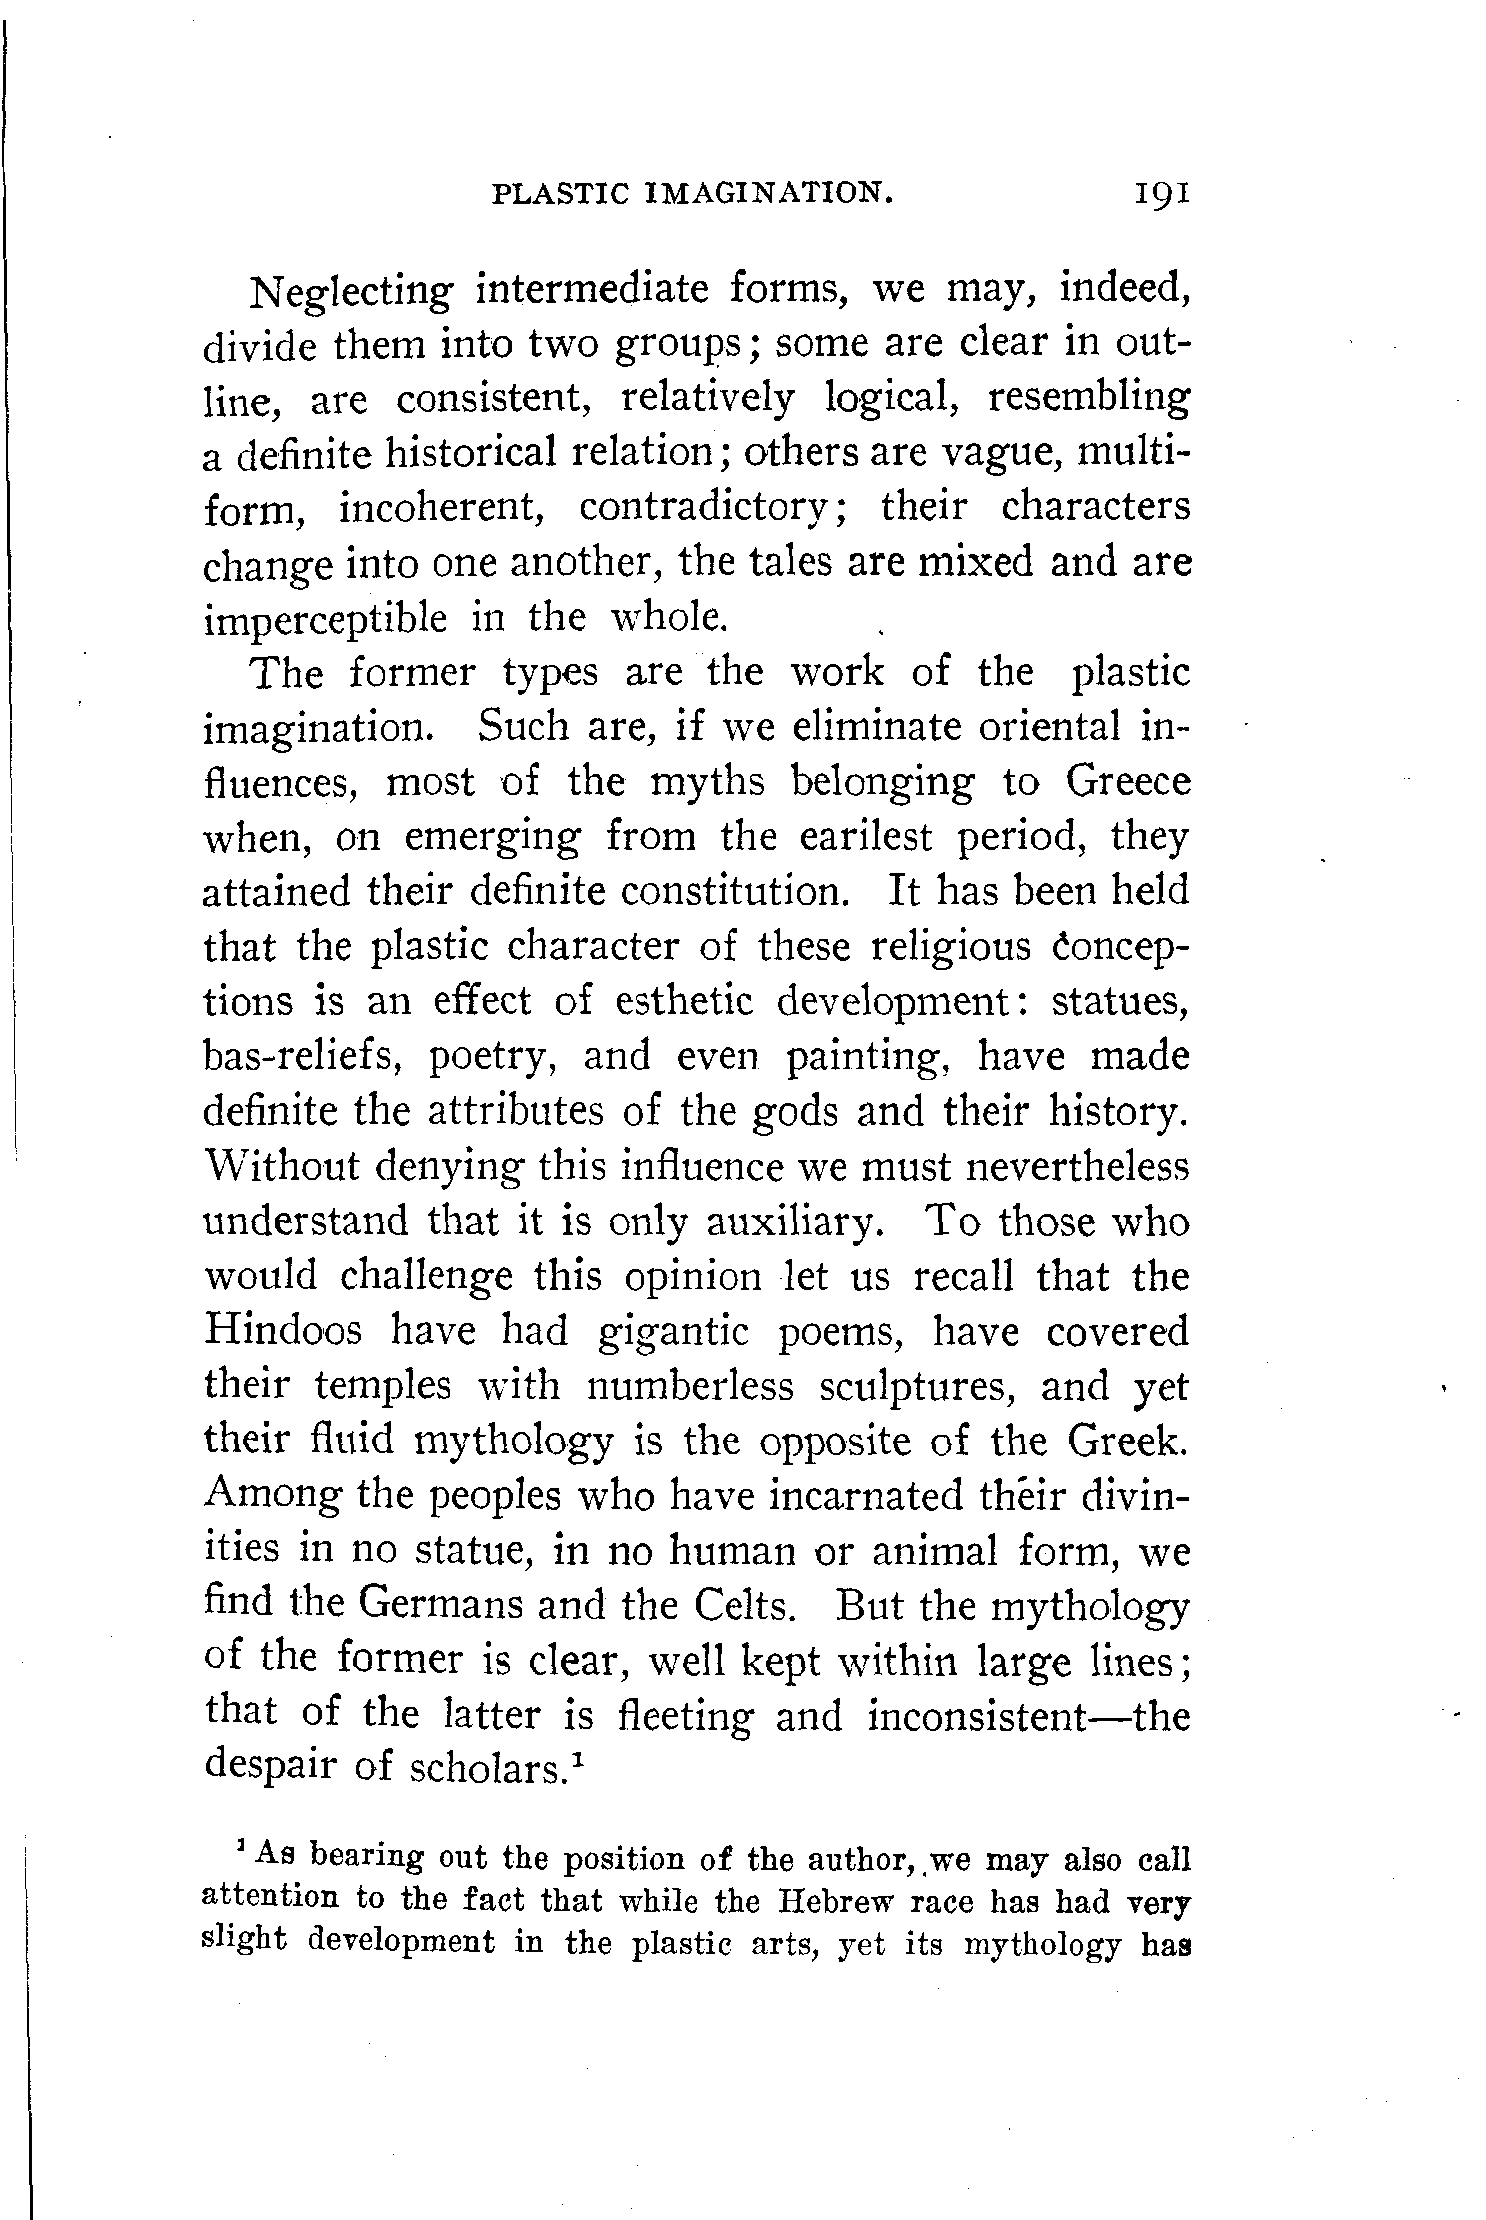 PLASTIC IMAGINATION. 191
Neglecting intermediate forms, we may, indeed,
divide them into two groups; some are clear in out-
line, are consistent, relatively logical, resembling
a definite historical relation; others are vague, multi-
form, incoherent, contradictory; their characters
change into one another, the tales are mixed and are
imperceptible in the whole.
The former types are the work of the plastic
imagination. Such are, if we eliminate oriental in-
fluences, most of the myths belonging to Greece
when, on emerging from the earilest period, they
attained their definite constitution. It has been held
that the plastic character of these religious concep-
tions is an effect of esthetic development: statues,
bas-reliefs, poetry, and even painting, have made
definite the attributes of the gods and their history.
Without denying this influence we must nevertheless
understand that it is only auxiliary. To those who
would challenge this opinion let us recall that the
Hindoos have had gigantic poems, have covered
their temples with numberless sculptures, and yet
their fluid mythology is the opposite of the Greek.
Among the peoples who have incarnated their divin-
ities in no statue, in no human or animal form, we
find the Germans and the Celts. But the mythology
of the former is clear, well kept within large lines;
that of the latter is fleeting and inconsistent—the
despair of scholars.¹
¹ As bearing out the position of the author, we may also call
attention to the fact that while the Hebrew race has had very
slight development in the plastic arts, yet its mythology has